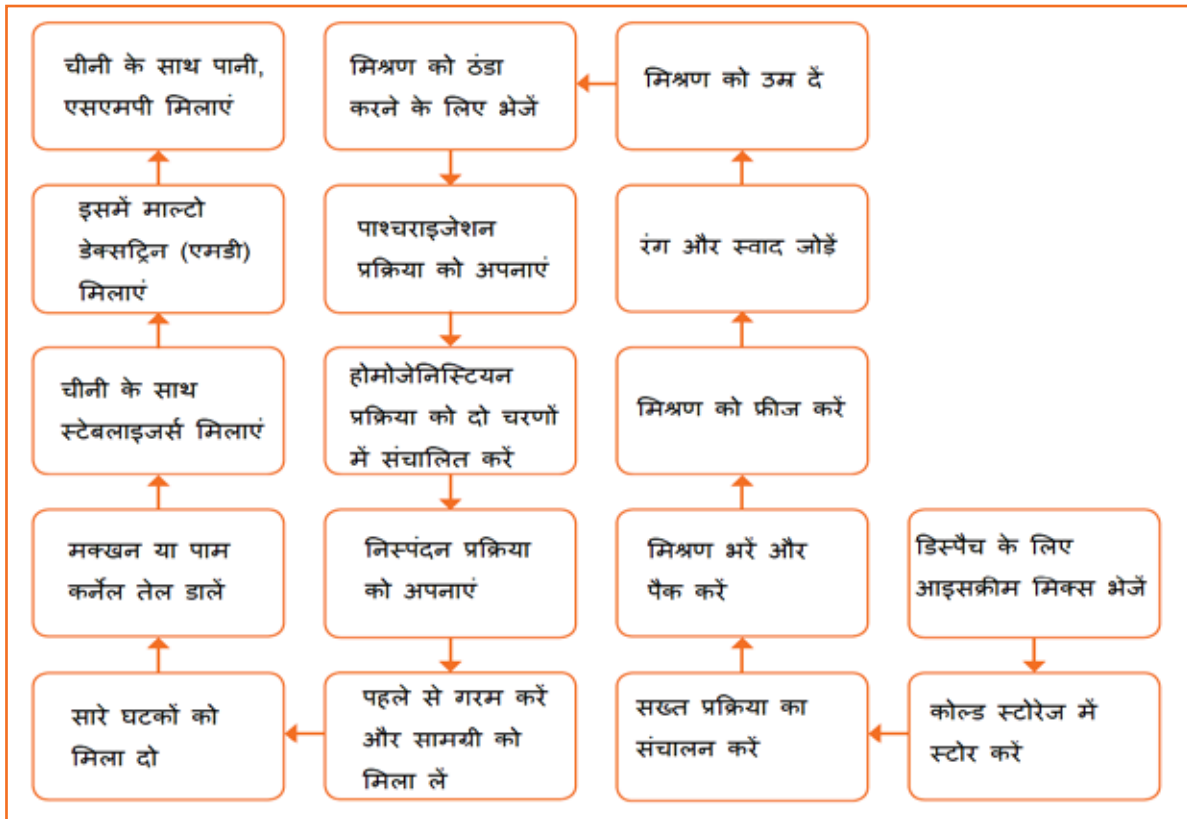 चीनी के साथ पानी,
एसएमपी मिलाएं
इसमें माल्टो
डेक्सट्रिन (एमडी)
मिलाएं
चीनी के साथ
स्टेबलाइजर्स मिलाएं
मक्खन या पाम
कर्नेल तेल डालें
सारे घटकों को
मिला दो
मिश्रण को ठंडा
करने के लिए भेजें
पाश्चराइजेशन
प्रक्रिया को अपनाएं
होमोजेनिस्टियन
प्रक्रिया को दो चरणों
में संचालित करें
निस्पंदन प्रक्रिया
को अपनाएं
पहले से गरम करें
और सामग्री को
मिला लें
मिश्रण को उम्र दें
रंग और स्वाद जोड़ें
मिश्रण को फ्रीज करें
मिश्रण भरें और
पैक करें
सख्त प्रक्रिया का
संचालन करें
डिस्पैच के लिए
आइसक्रीम मिक्स भेजें
कोल्ड स्टोरेज में
स्टोर करें